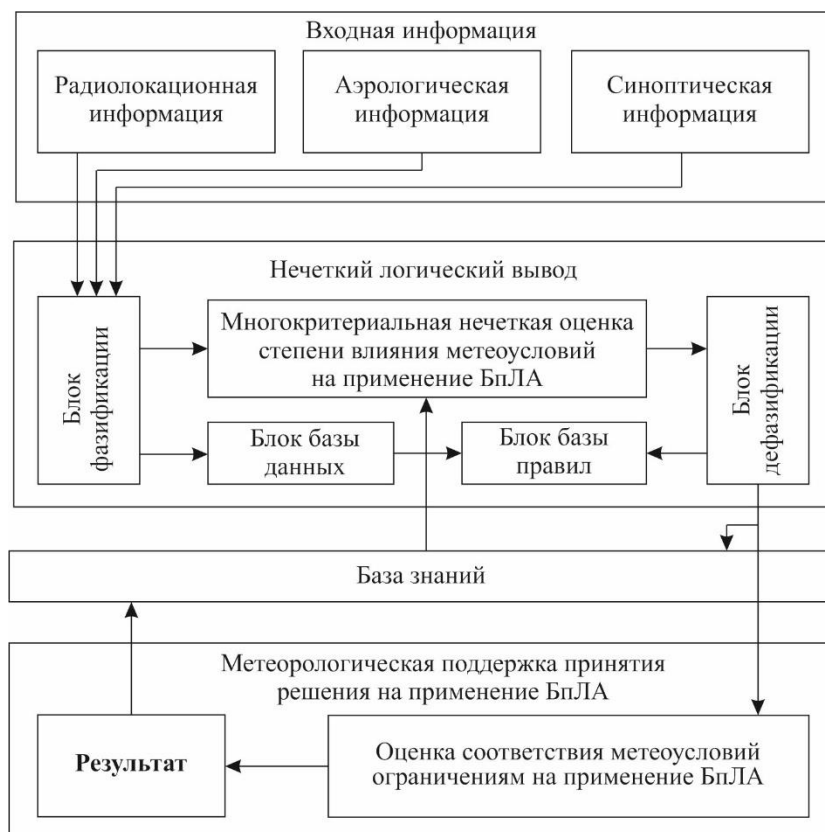 Входная информация
Радиолокационная
информация
Аэрологическая
информация
Синоптическая
информация
Нечеткий логический вывод
Блок
фазификации
Многокритериальная нечеткая оценка
степени влияния метеоусловий
на применение БпЛА
Блок базы
данных
Блок базы
правил
Блок
дефазификации
База знаний
Метеорологическая поддержка принятия
решения на применение БпЛА
Результат
Оценка соответствия метеоусловий
ограничениям на применение БпЛА